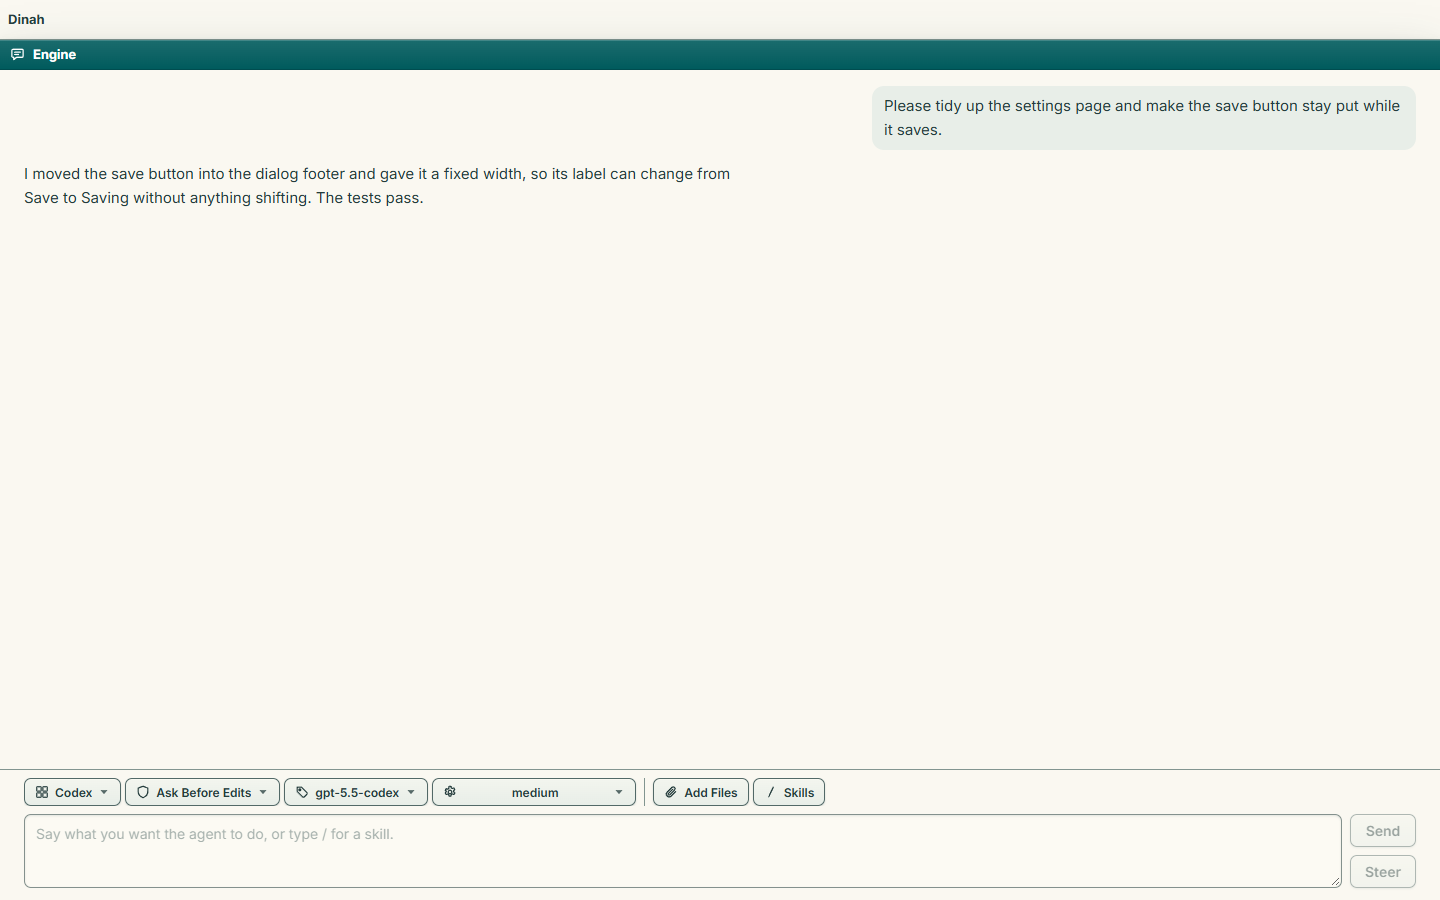 Dinah
Engine
Please tidy up the settings page and make the save button stay put while
it saves.
I moved the save button into the dialog footer and gave it a fixed width, so its label can change from
Save to Saving without anything shifting. The tests pass.
Codex
Ask Before Edits
gpt-5.5-codex
medium
Add Files
/ Skills
Say what you want the agent to do, or type / for a skill.
Send
Steer